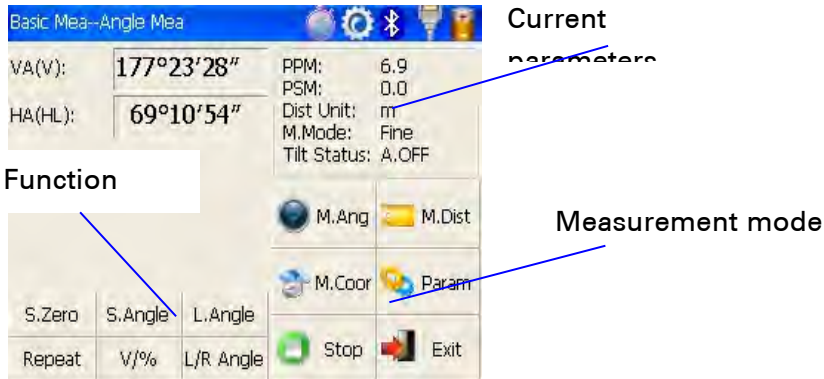 Basic Mea--Angle Mea
VA(V): 177°23'28"
HA(HL): 69°10'54"
PPM: 6.9
PSM: 0.0
Dist Unit: m
M.Mode: Fine
Tilt Status: A.OFF
Current
parameters
Function
M.Ang M.Dist
Measurement mode
M.Coor Param
S.Zero S.Angle L.Angle
Repeat V/% L/R Angle
Stop Exit